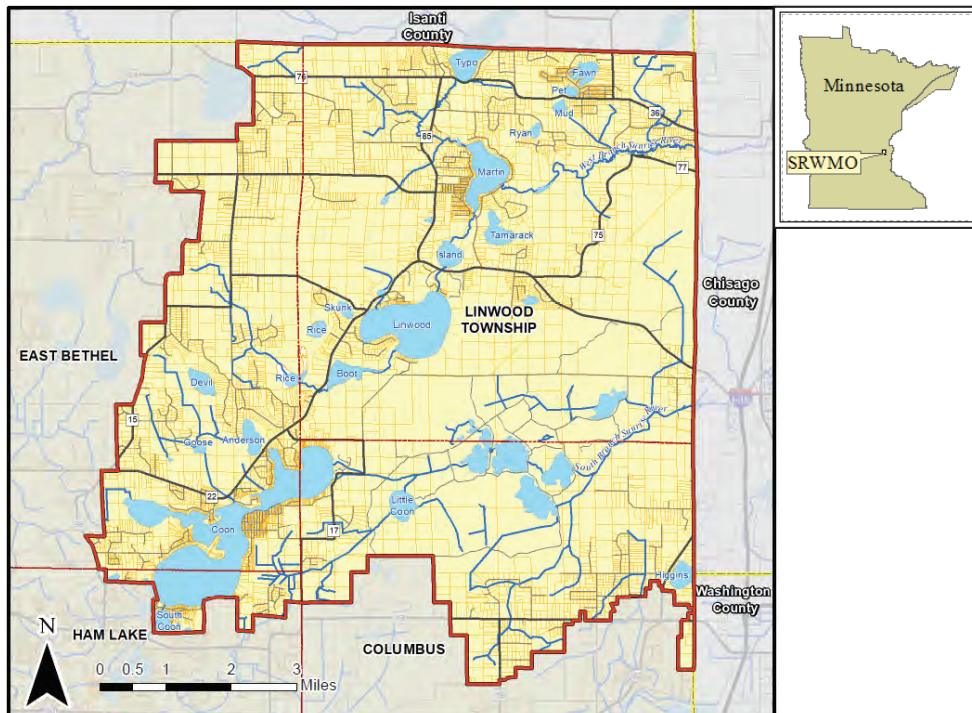 Isanti
County
Typo
Fawn
Pet
Mud
76
36
85
Ryan
West Branch Sunrise River
Martin
77
Tamarack
75
Island
Chisago
County
Skunk
LINWOOD
TOWNSHIP
Rice
Linwood
EAST BETHEL
Boot
Rice
Devil
15
South Branch Sunrise River
Goose
Anderson
22
Little
Coon
Coon
17
Higgins
Washington
County
South
Coon
HAM LAKE
COLUMBUS
N
0 0.5 1 2 3
Miles
Minnesota
SRWMO